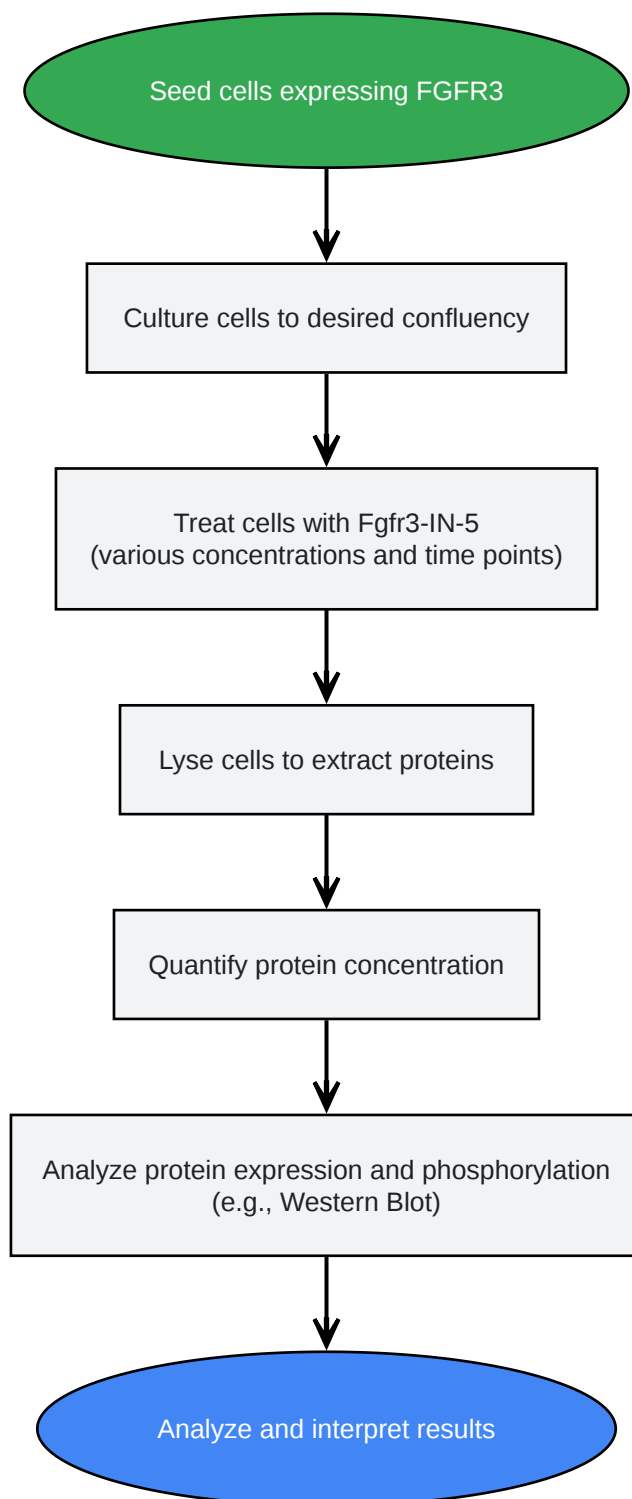 Seed cells expressing FGFR3
Culture cells to desired confluency
Treat cells with Fgfr3-IN-5
(various concentrations and time points)
Lyse cells to extract proteins
Quantify protein concentration
Analyze protein expression and phosphorylation
(e.g., Western Blot)
Analyze and interpret results